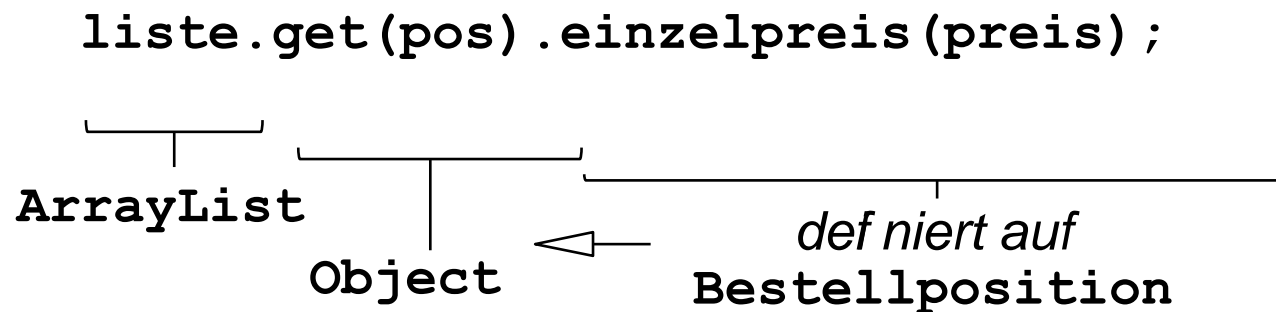 liste.get(pos).einzelpreis(preis);
ArrayList
def niert auf
Object
Bestellposition